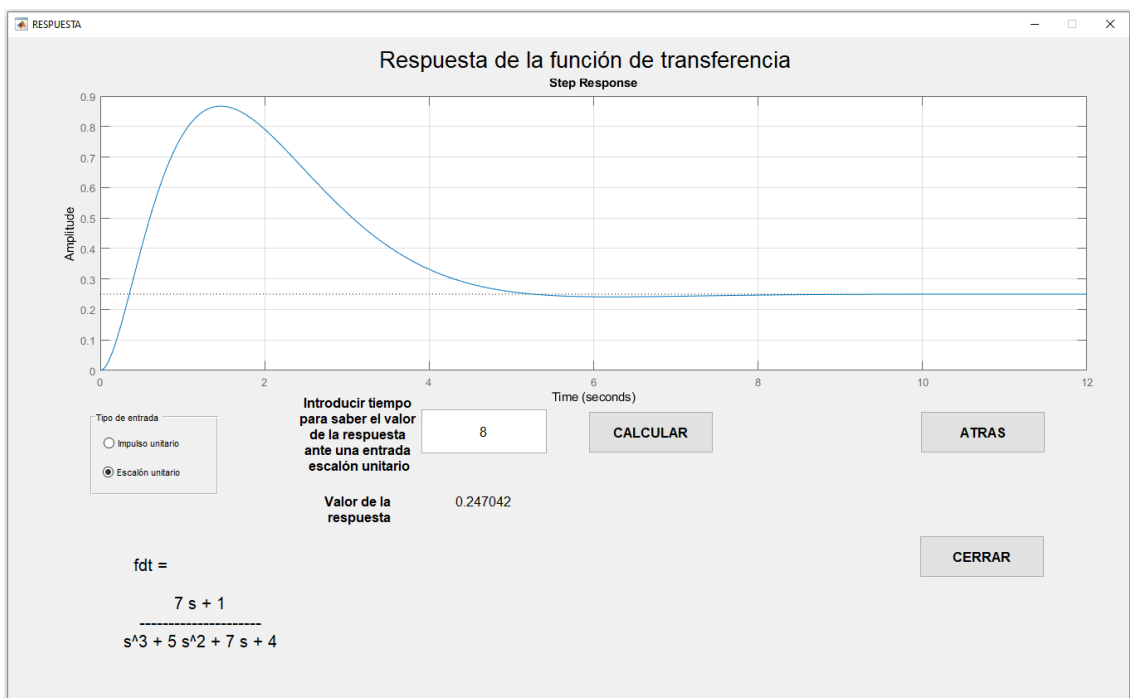 RESPUESTA
Respuesta de la función de transferencia
Step Response
0.9
0.8
0.7
0.6
0.5
0.4
0.3
0.2
0.1
0
Amplitude
0 2 4 6 8 10 12
Time (seconds)
Tipo de entrada
Impulso unitario
Escalón unitario
Introducir tiempo
para saber el valor
de la respuesta
ante una entrada
escalón unitario
8
CALCULAR
ATRAS
Valor de la
respuesta
0.247042
CERRAR
fdt =
7 s + 1
---------------------
s^3 + 5 s^2 + 7 s + 4